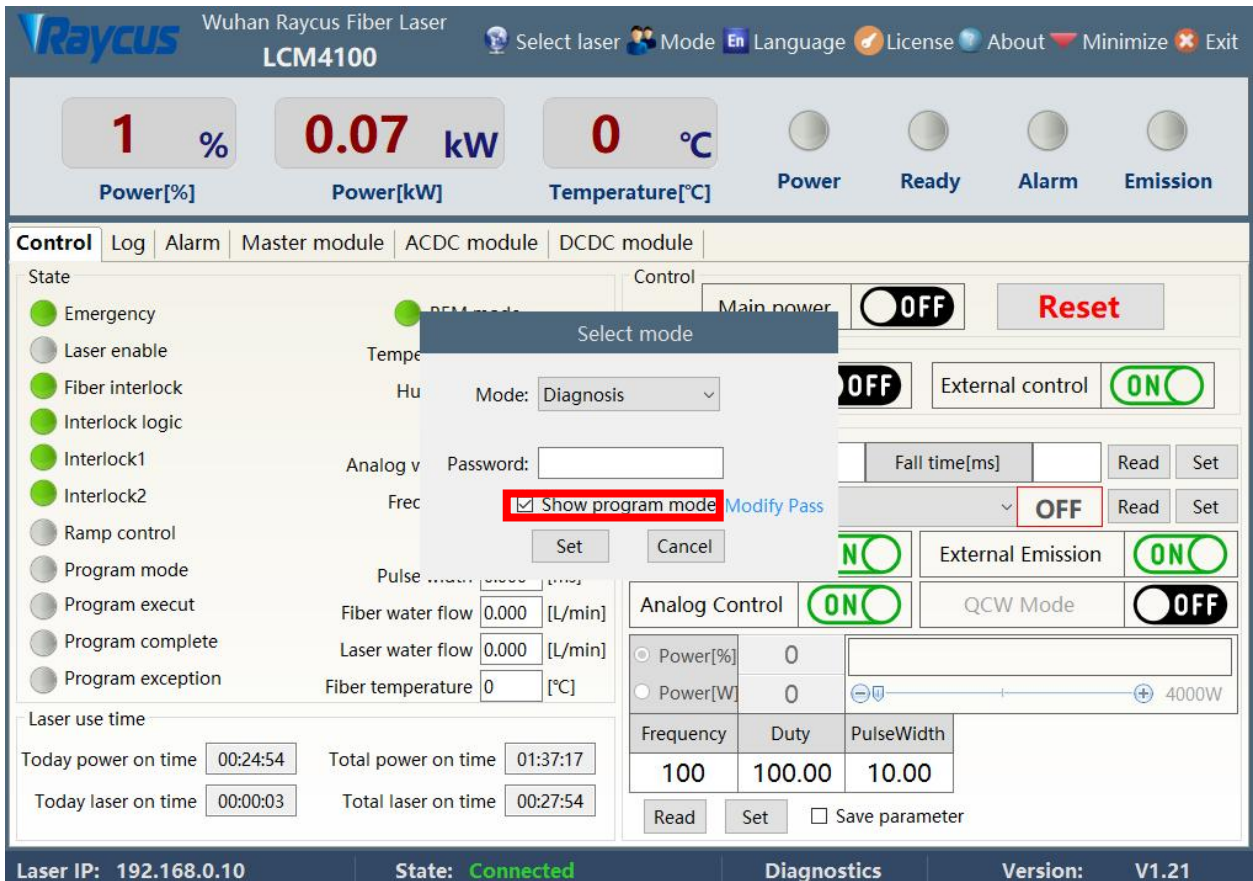 Raycus
Wuhan Raycus Fiber Laser
LCM4100
Select laser Mode En Language License About Minimize Exit
1 % 0.07 kW 0 ℃
Power[%] Power[kW] Temperature[℃] Power Ready Alarm Emission
Control Log Alarm Master module ACDC module DCDC module
State
Emergency
Laser enable
Fiber interlock
Interlock logic
Interlock1
Interlock2
Ramp control
Program mode
Program execut
Program complete
Program exception
Tempe
Hu
Analog
Freq
Pulse
Fiber water flow 0.000 [L/min]
Laser water flow 0.000 [L/min]
Fiber temperature 0 [℃]
Laser use time
Today power on time 00:24:54 Total power on time 01:37:17
Today laser on time 00:00:03 Total laser on time 00:27:54
Select mode
Mode: Diagnosis
Password:
Show program mode Modify Pass
Set Cancel
Control
Main power OFF Reset
OFF External control ON
Fall time[ms] Read Set
OFF Read Set
External Emission ON
Analog Control ON QCW Mode OFF
Power[%] 0
Power[W] 0 4000W
Frequency Duty PulseWidth
100 100.00 10.00
Read Set Save parameter
Laser IP: 192.168.0.10 State: Connected Diagnostics Version: V1.21